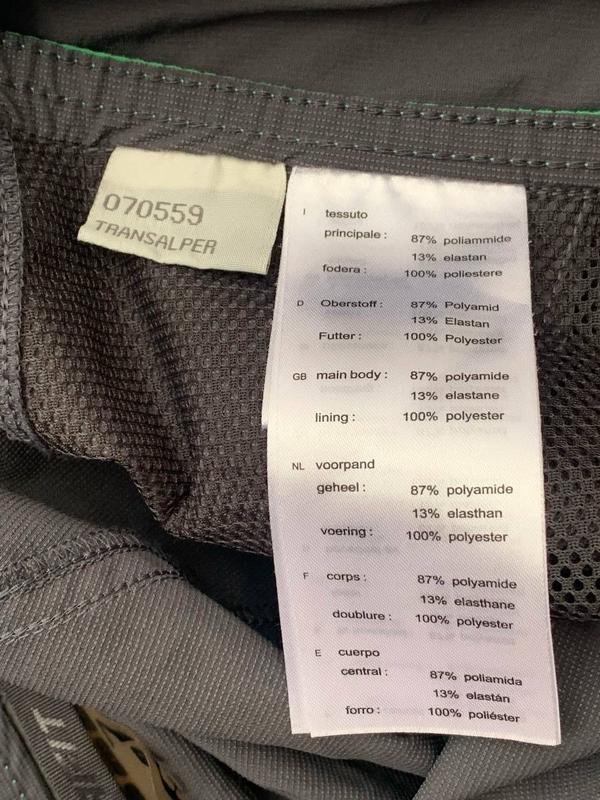 070559
TRANSALPER
I tessuto
principale : 87% poliammide
13% elastan
fodera : 100% poliestere
D Oberstoff : 87% Polyamid
13% Elastan
Futter : 100% Polyester
GB main body : 87% polyamide
13% elastane
lining : 100% polyester
NL voorpand
geheel : 87% polyamide
13% elasthan
voering : 100% polyester
F corps : 87% polyamide
13% elasthane
doublure : 100% polyester
E cuerpo
central : 87% poliamida
13% elastán
forro : 100% poliéster